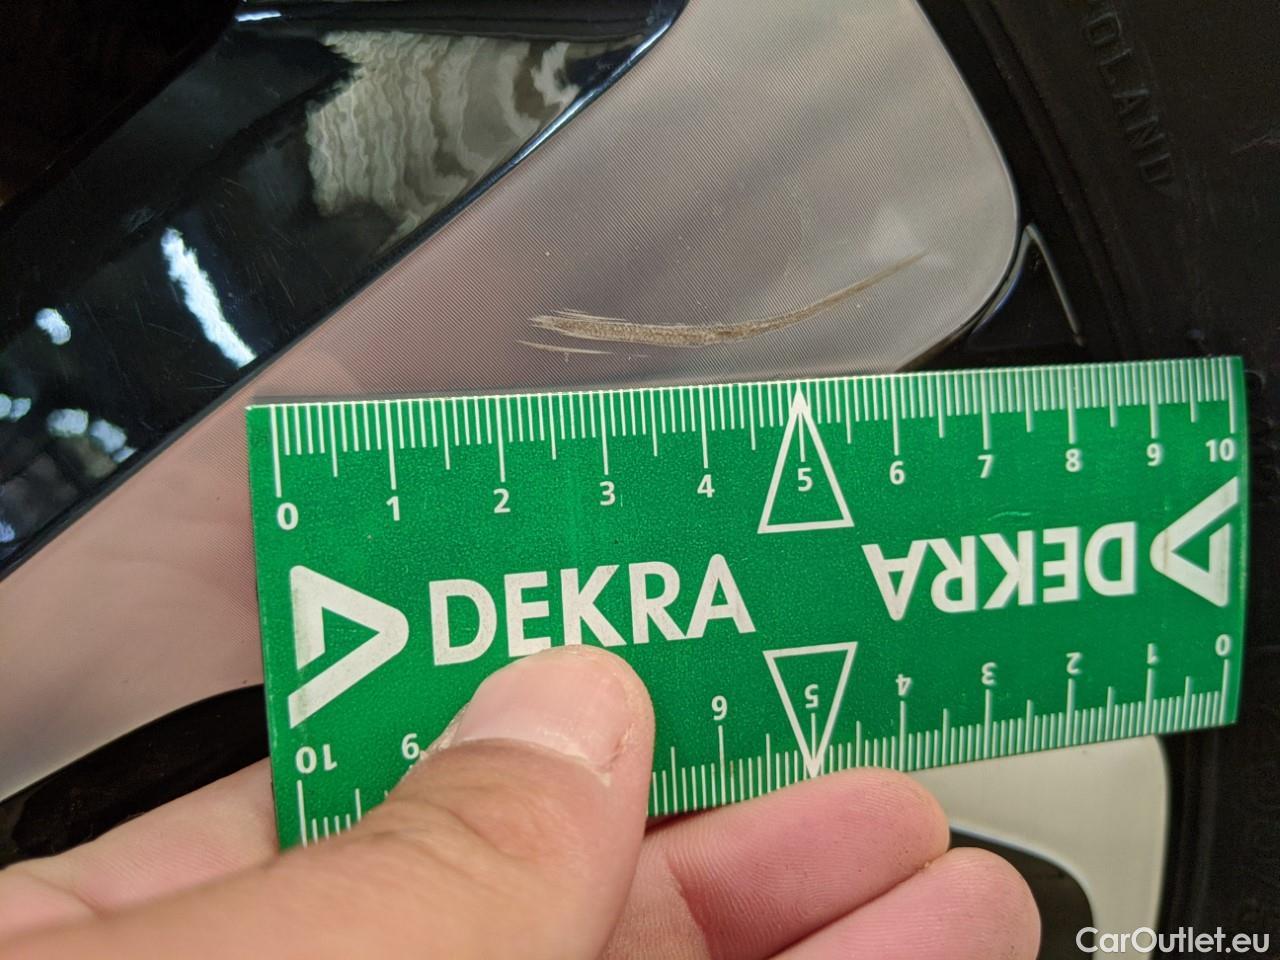 OLAND
0 1 2 3 4 5 6 7 8 9 10
DEKRA
DEKRA
10 9 6 5 4 3 2 1 0
CarOutlet.eu